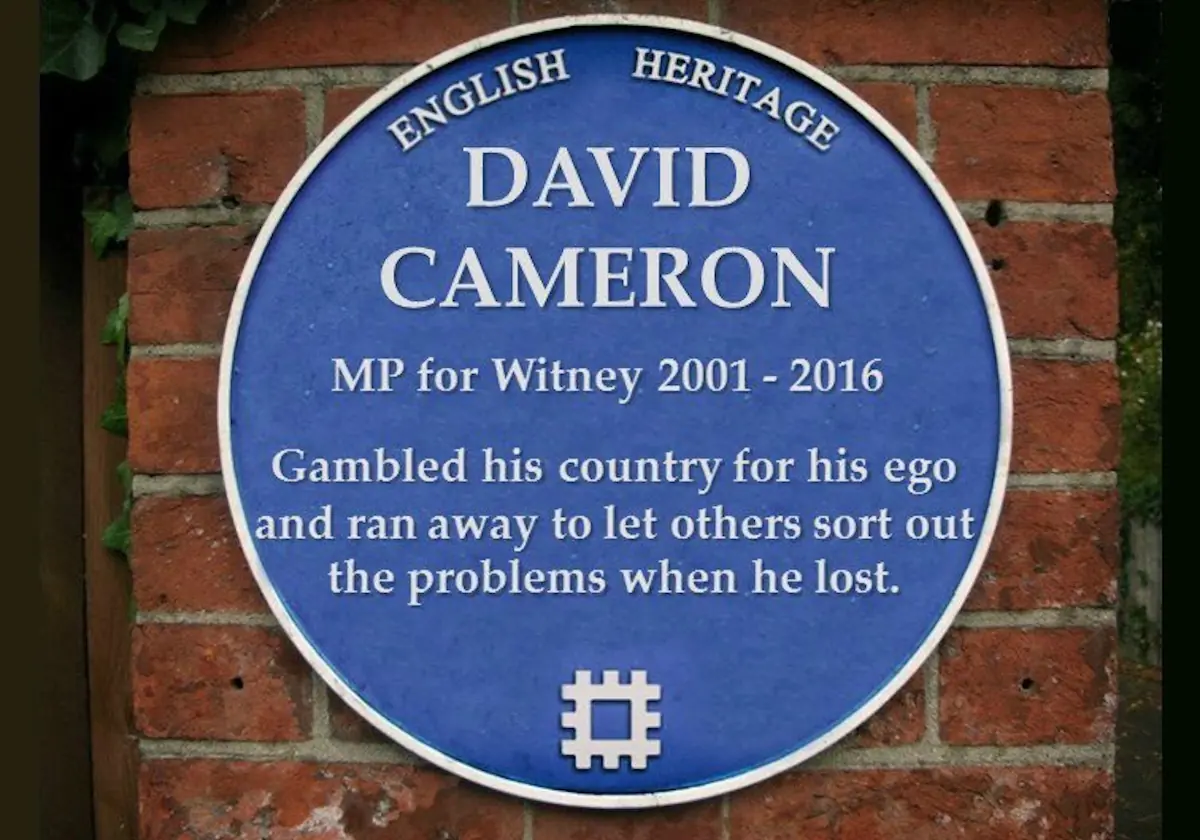 ENGLISH HERITAGE
DAVID
CAMERON
MP for Witney 2001 - 2016
Gambled his country for his ego
and ran away to let others sort out
the problems when he lost.